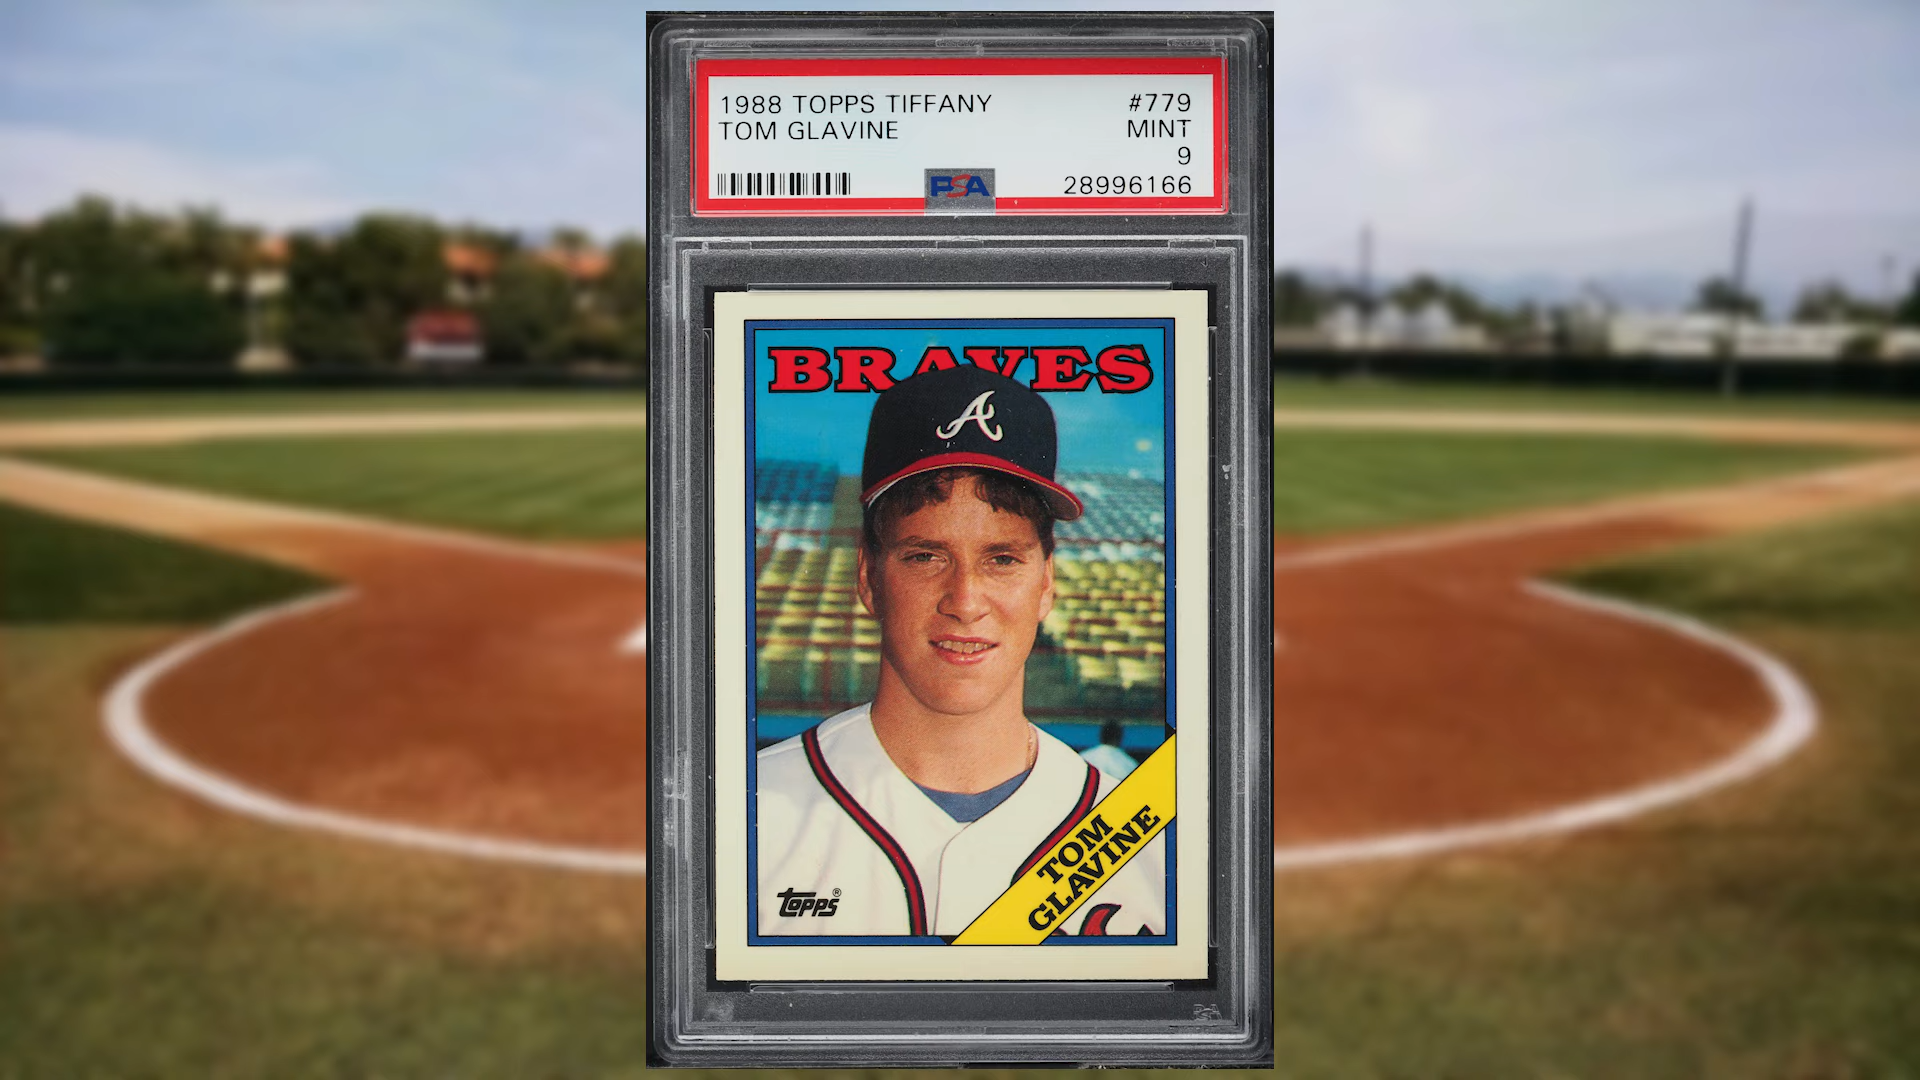 1988 TOPPS TIFFANY #779
TOM GLAVINE MINT
9
PSA 28996166
BRAVES
A
TOM
GLAVINE
topps®